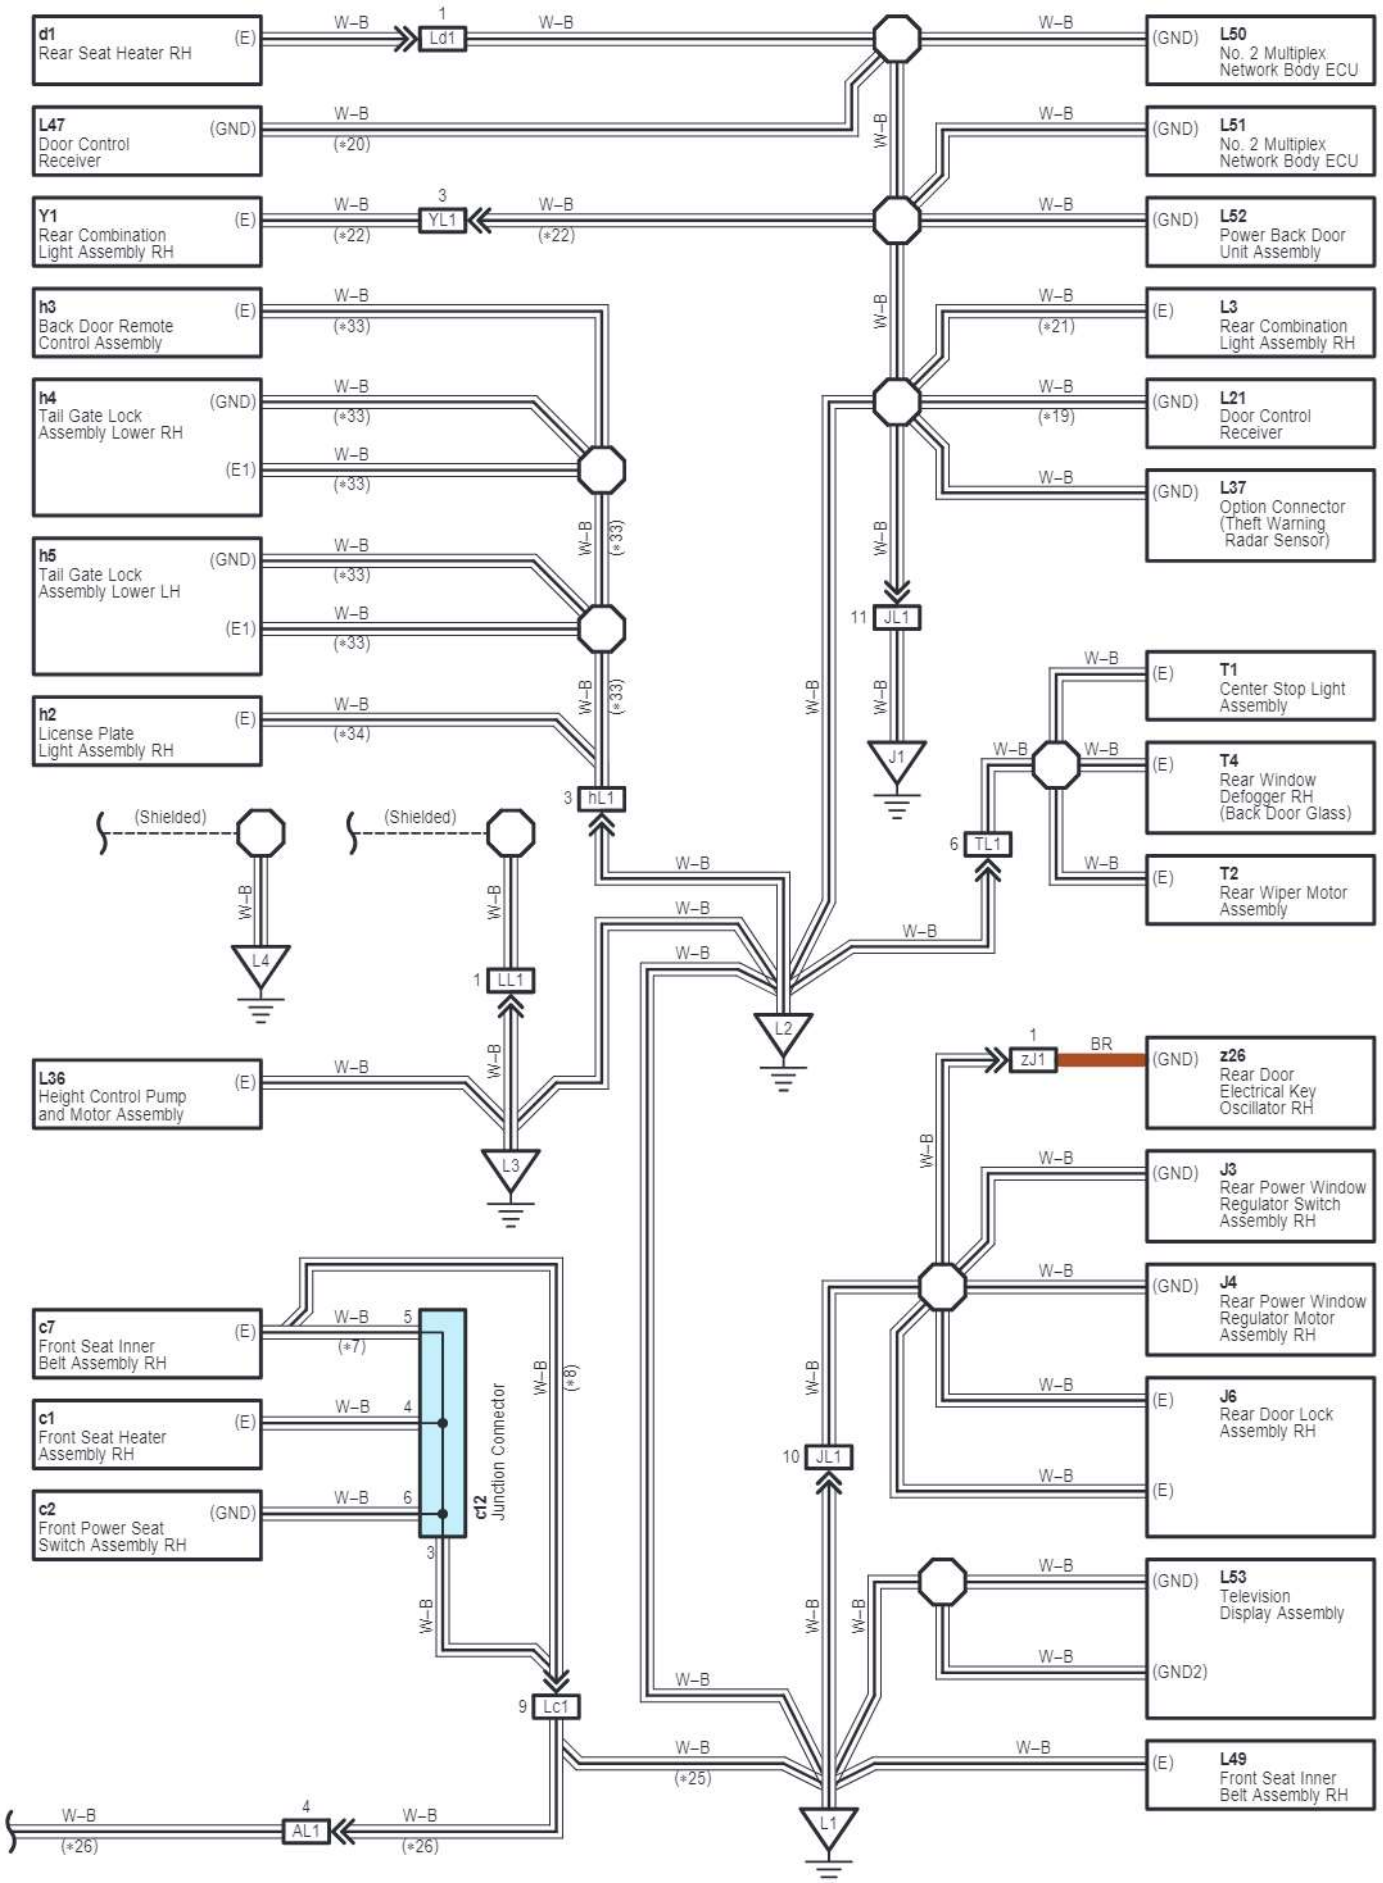 d1
Rear Seat Heater RH
(E)
W–B
1
Ld1
W–B
W–B
(GND)
L50
No. 2 Multiplex
Network Body ECU
L47
Door Control
Receiver
(GND)
W–B
(*20)
W–B
W–B
(GND)
L51
No. 2 Multiplex
Network Body ECU
Y1
Rear Combination
Light Assembly RH
(E)
W–B
(*22)
3
YL1
W–B
(*22)
W–B
(GND)
L52
Power Back Door
Unit Assembly
h3
Back Door Remote
Control Assembly
(E)
W–B
(*33)
W–B
W–B
(*21)
(E)
L3
Rear Combination
Light Assembly RH
h4
Tail Gate Lock
Assembly Lower RH
(GND)
W–B
(*33)
(E1)
W–B
(*33)
W–B
(*19)
(GND)
L21
Door Control
Receiver
W–B
(GND)
L37
Option Connector
(Theft Warning
Radar Sensor)
W–B
(*33)
W–B
11
JL1
W–B
J1
h5
Tail Gate Lock
Assembly Lower LH
(GND)
W–B
(*33)
(E1)
W–B
(*33)
W–B
(*33)
W–B
h2
License Plate
Light Assembly RH
(E)
W–B
(*34)
3
hL1
W–B
(E)
T1
Center Stop Light
Assembly
W–B
W–B
(E)
T4
Rear Window
Defogger RH
(Back Door Glass)
6
TL1
W–B
(E)
T2
Rear Wiper Motor
Assembly
(Shielded)
W–B
L4
(Shielded)
W–B
1
LL1
W–B
W–B
W–B
W–B
W–B
L2
L36
Height Control Pump
and Motor Assembly
(E)
W–B
L3
1
zJ1
BR
(GND)
z26
Rear Door
Electrical Key
Oscillator RH
W–B
W–B
(GND)
J3
Rear Power Window
Regulator Switch
Assembly RH
W–B
(GND)
J4
Rear Power Window
Regulator Motor
Assembly RH
W–B
(E)
J6
Rear Door Lock
Assembly RH
W–B
(E)
c7
Front Seat Inner
Belt Assembly RH
(E)
W–B
(*7)
5
c1
Front Seat Heater
Assembly RH
(E)
W–B
4
c2
Front Power Seat
Switch Assembly RH
(GND)
W–B
6
3
c12
Junction Connector
W–B
(*8)
W–B
W–B
10
JL1
W–B
W–B
W–B
(GND)
L53
Television
Display Assembly
W–B
(GND2)
9
Lc1
W–B
W–B
(*25)
W–B
(E)
L49
Front Seat Inner
Belt Assembly RH
L1
W–B
(*26)
4
AL1
W–B
(*26)